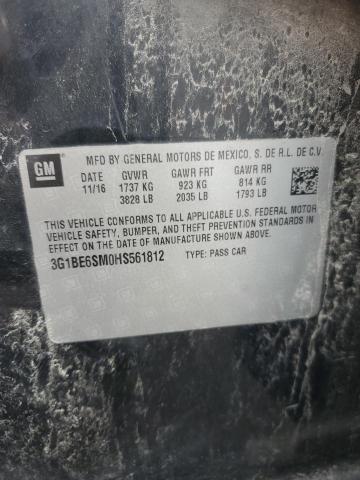 GM
MFD BY GENERAL MOTORS DE MEXICO, S. DE R.L. DE C.V.
DATE GVWR GAWR FRT GAWR RR
11/16 1737 KG 923 KG 814 KG
3828 LB 2035 LB 1793 LB
THIS VEHICLE CONFORMS TO ALL APPLICABLE U.S. FEDERAL MOTOR
VEHICLE SAFETY, BUMPER, AND THEFT PREVENTION STANDARDS IN
EFFECT ON THE DATE OF MANUFACTURE SHOWN ABOVE.
3G1BE6SM0HS561812 TYPE: PASS CAR